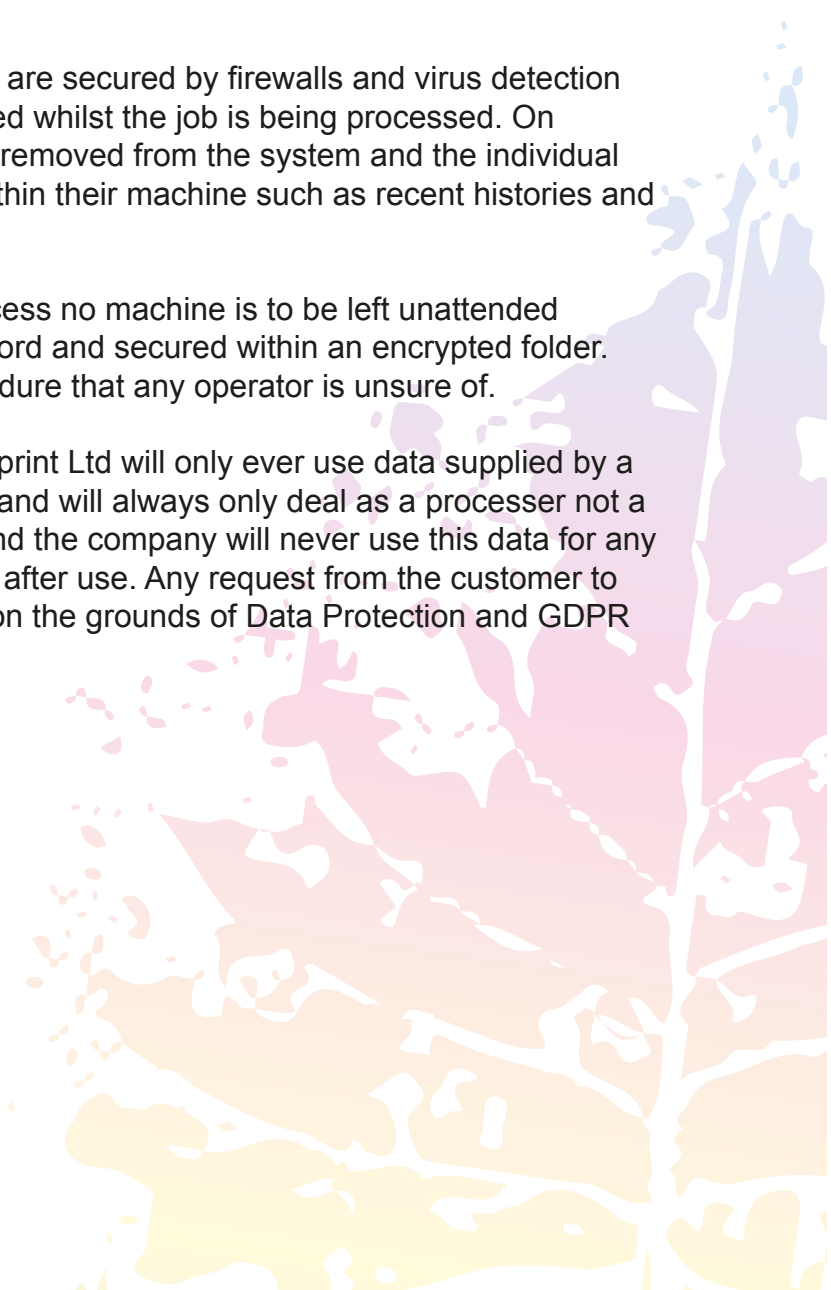 are secured by firewalls and virus detection
ed whilst the job is being processed. On
removed from the system and the individual
thin their machine such as recent histories and
cess no machine is to be left unattended
ord and secured within an encrypted folder.
dure that any operator is unsure of.
print Ltd will only ever use data supplied by a
and will always only deal as a processer not a
nd the company will never use this data for any
after use. Any request from the customer to
on the grounds of Data Protection and GDPR